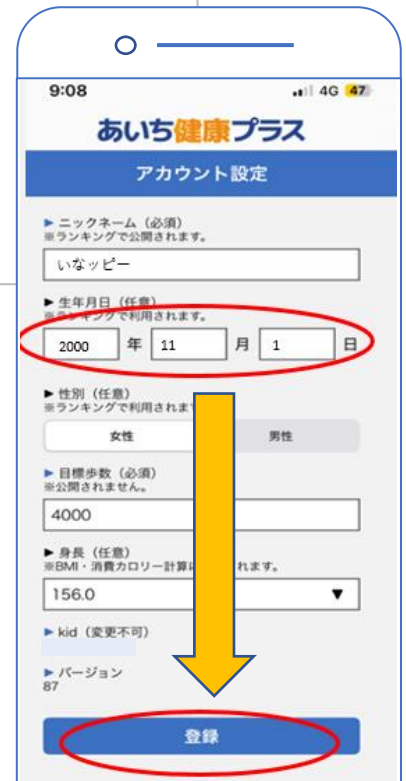 9:08 4G 47
あいち健康プラス
アカウント設定
▶ ニックネーム（必須）
※ランキングで公開されます。
いなッピー
▶ 生年月日（任意）
※ランキングで利用されます。
2000 年 11 月 1 日
▶ 性別（任意）
※ランキングで利用されま
女性 男性
▶ 目標歩数（必須）
※公開されません。
4000
▶ 身長（任意）
※BMI・消費カロリー計算 れます。
156.0 ▼
▶ kid（変更不可）
▶ バージョン
87
登録